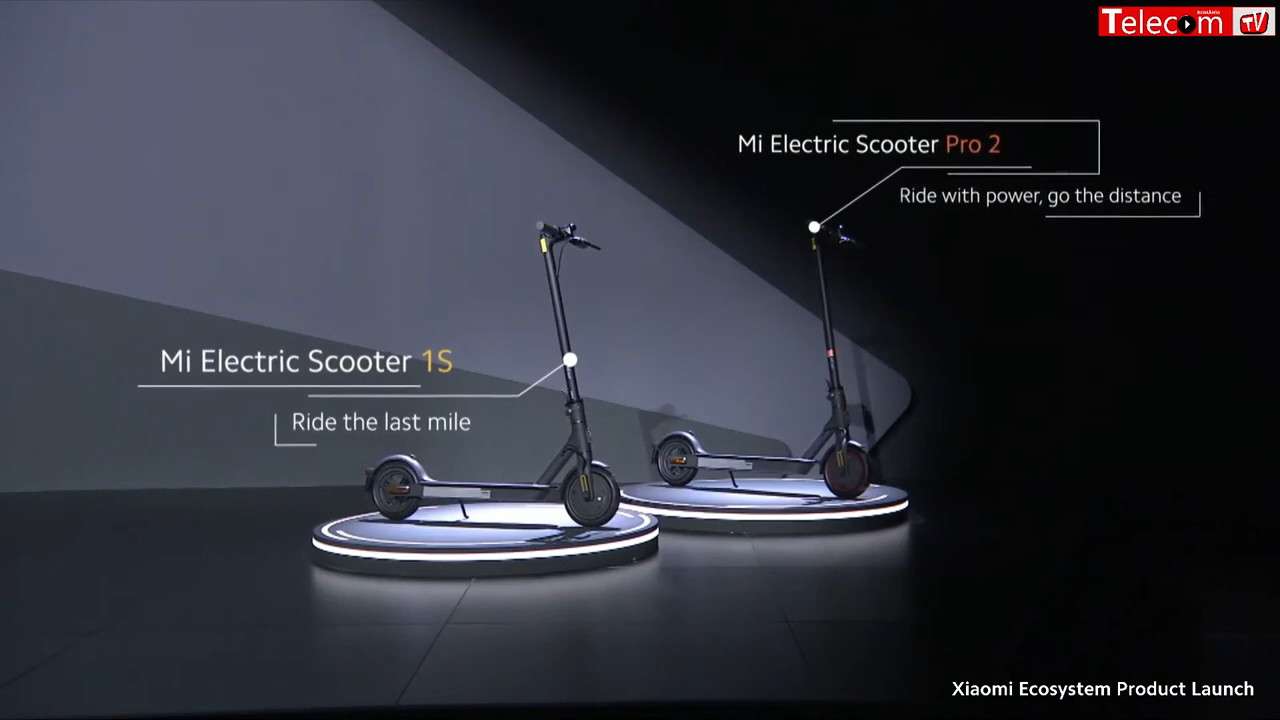 Telecom
ROMÂNIA
TV
Mi Electric Scooter Pro 2
Ride with power, go the distance
Mi Electric Scooter 1S
Ride the last mile
Xiaomi Ecosystem Product Launch